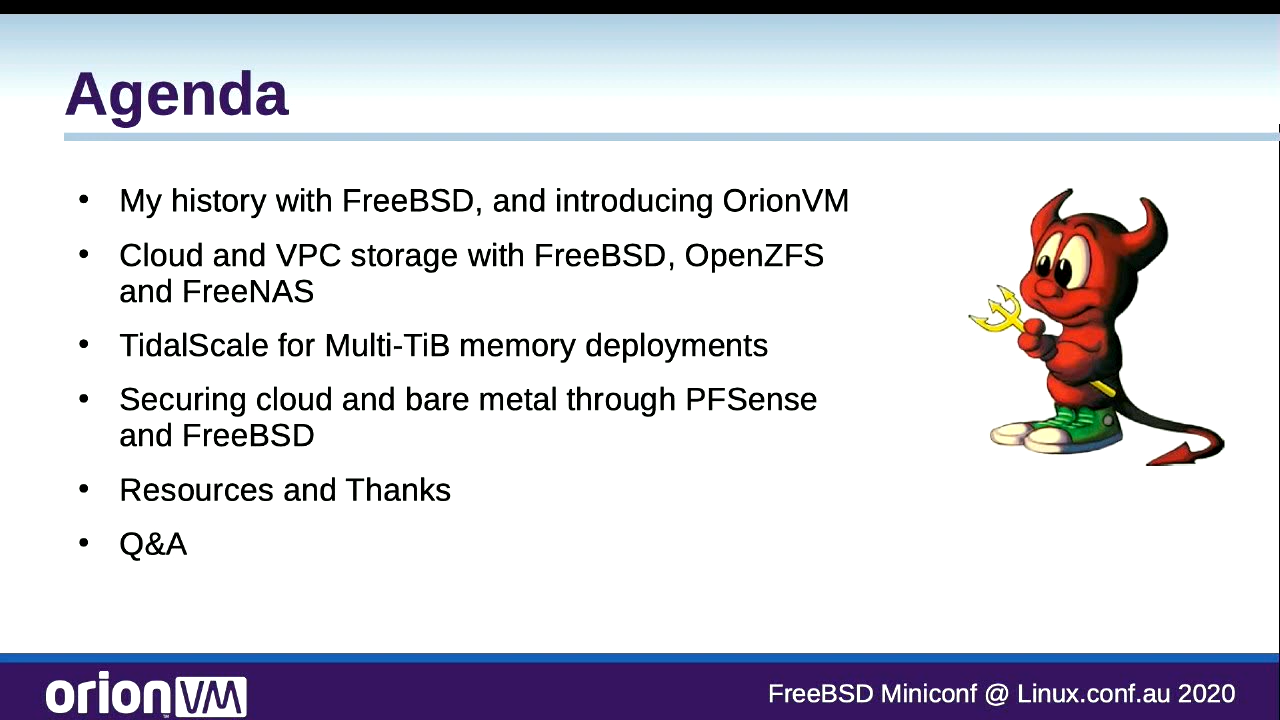 Agenda
• My history with FreeBSD, and introducing OrionVM
• Cloud and VPC storage with FreeBSD, OpenZFS
and FreeNAS
• TidalScale for Multi-TiB memory deployments
• Securing cloud and bare metal through PFSense
and FreeBSD
• Resources and Thanks
• Q&A
orionVM
FreeBSD Miniconf @ Linux.conf.au 2020